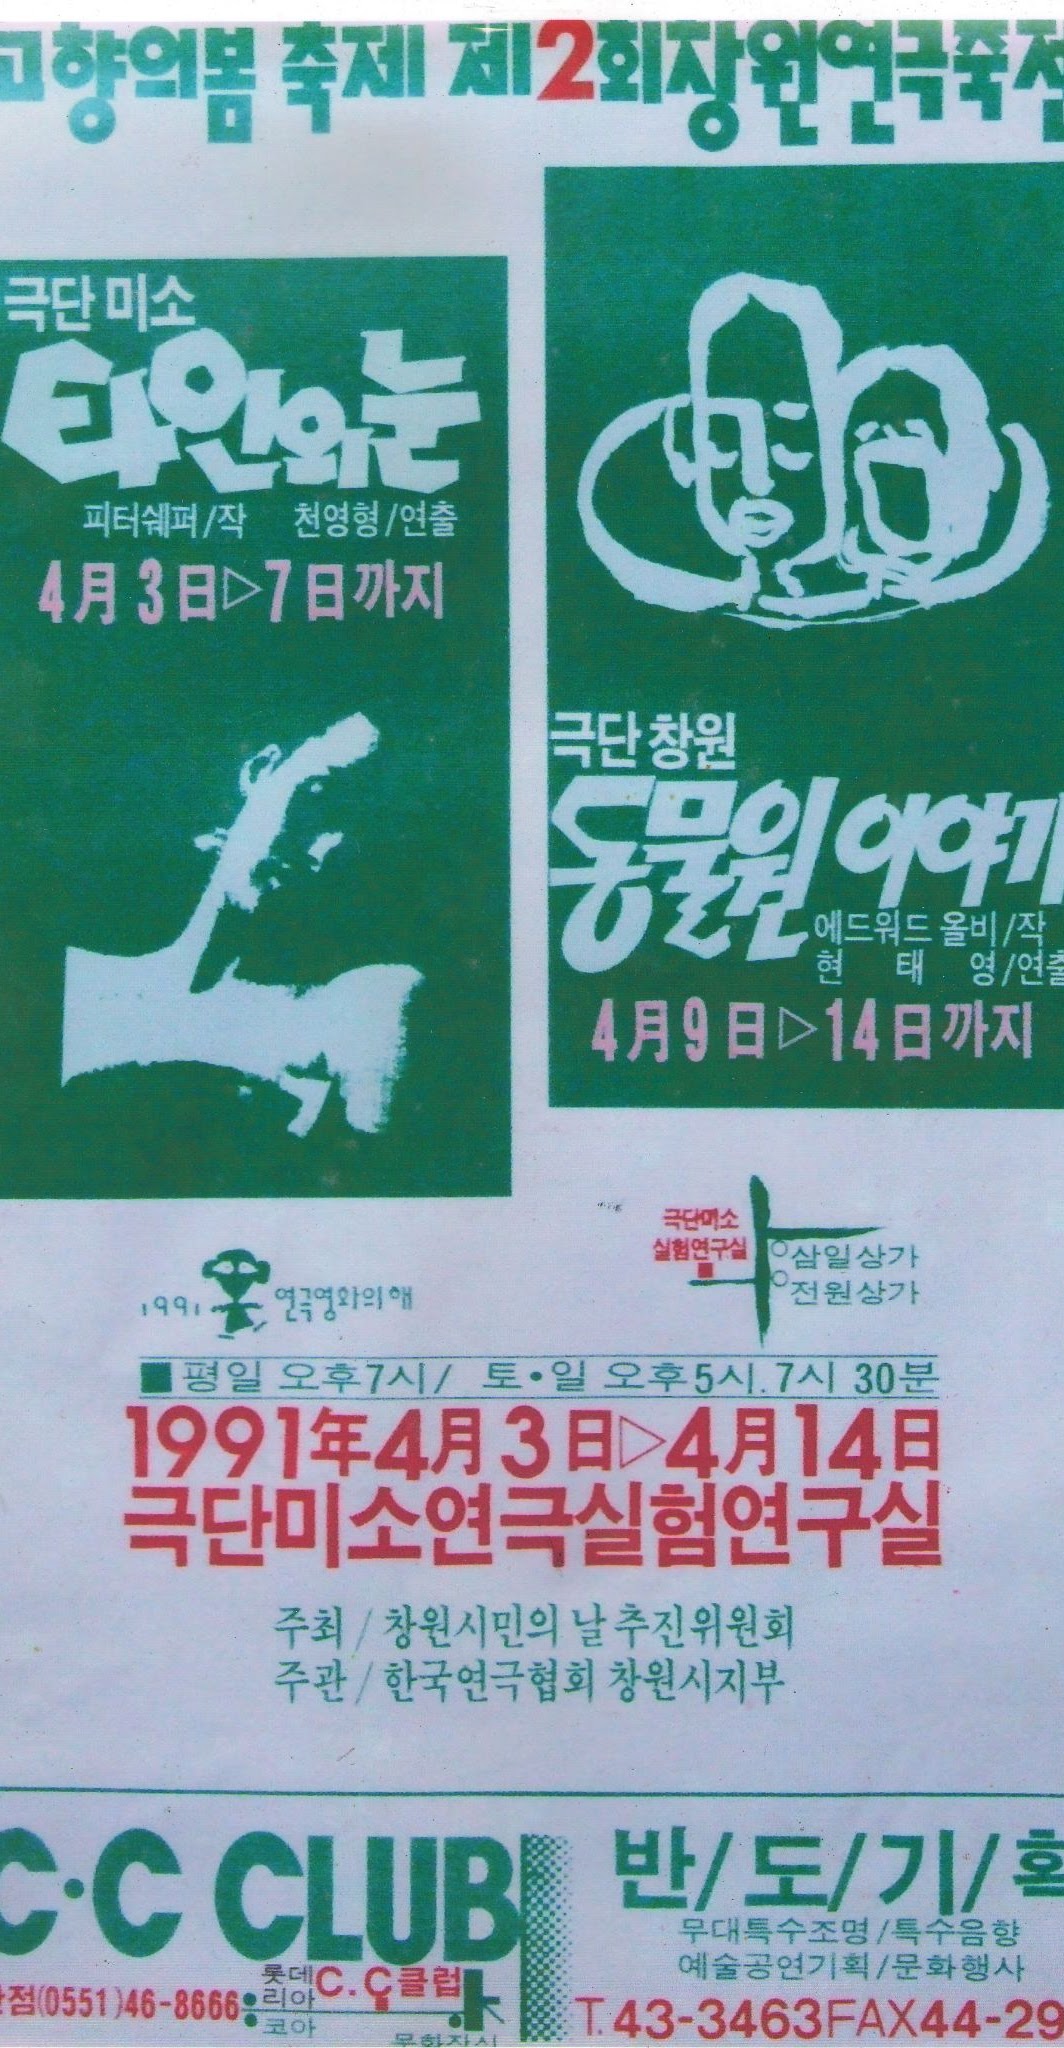 고향의봄 축제 제2회창원연극축전
극단 미소
타인의 눈
피터쉐퍼/작 천영형/연출
4月 3日▷7日까지
극단 창원
동물원 이야기
에드워드 올비/작
현 태 영/연출
4月 9日▷14日까지
극단미소
실험연구실
삼일상가
전원상가
1991 연극영화의해
■평일 오후7시/ 토•일 오후5시.7시 30분
1991年4月 3日▷4月14日
극단미소연극실험연구실
주최 / 창원시민의 날 추진위원회
주관 / 한국연극협회 창원시지부
C·C CLUB
점(0551)46-8666
롯데
리아
코아
C.C클럽
반/도/기/획
무대특수조명/특수음향
예술공연기획/문화행사
T. 43-3463FAX44-29